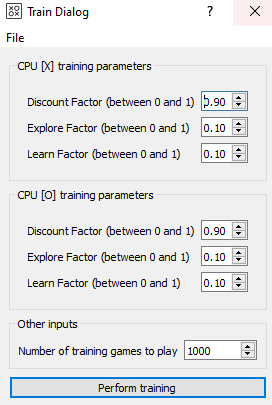 Train Dialog ?
File
CPU [X] training parameters
Discount Factor (between 0 and 1) 0.90
Explore Factor (between 0 and 1) 0.10
Learn Factor (between 0 and 1) 0.10
CPU [O] training parameters
Discount Factor (between 0 and 1) 0.90
Explore Factor (between 0 and 1) 0.10
Learn Factor (between 0 and 1) 0.10
Other inputs
Number of training games to play 1000
Perform training